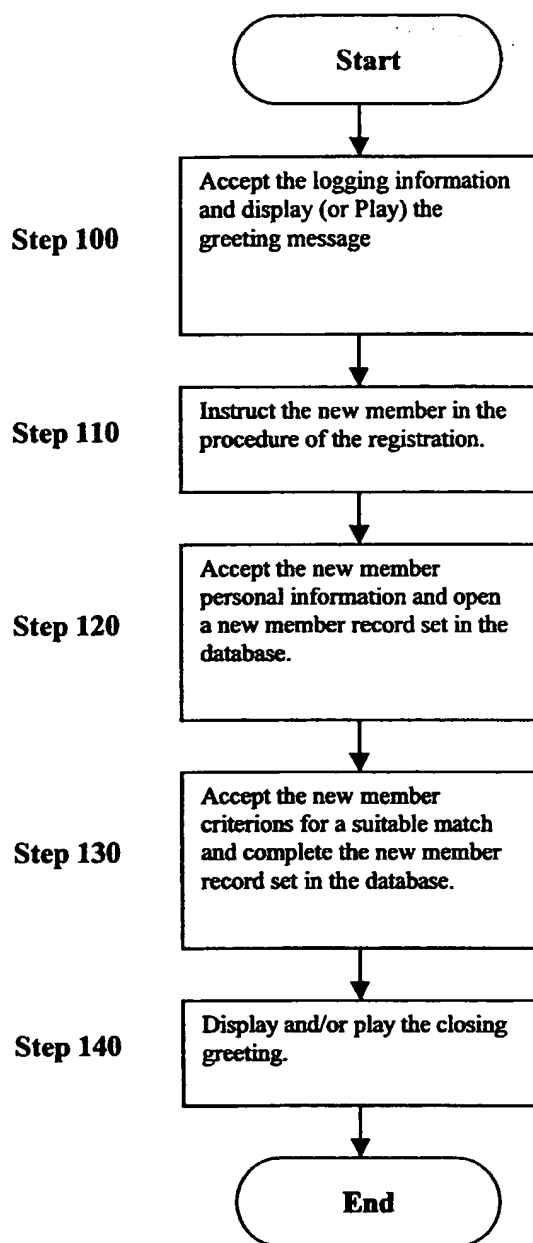 Start
Step 100
Accept the logging information
and display (or Play) the
greeting message
Step 110
Instruct the new member in the
procedure of the registration.
Step 120
Accept the new member
personal information and open
a new member record set in the
database.
Step 130
Accept the new member
criterions for a suitable match
and complete the new member
record set in the database.
Step 140
Display and/or play the closing
greeting.
End